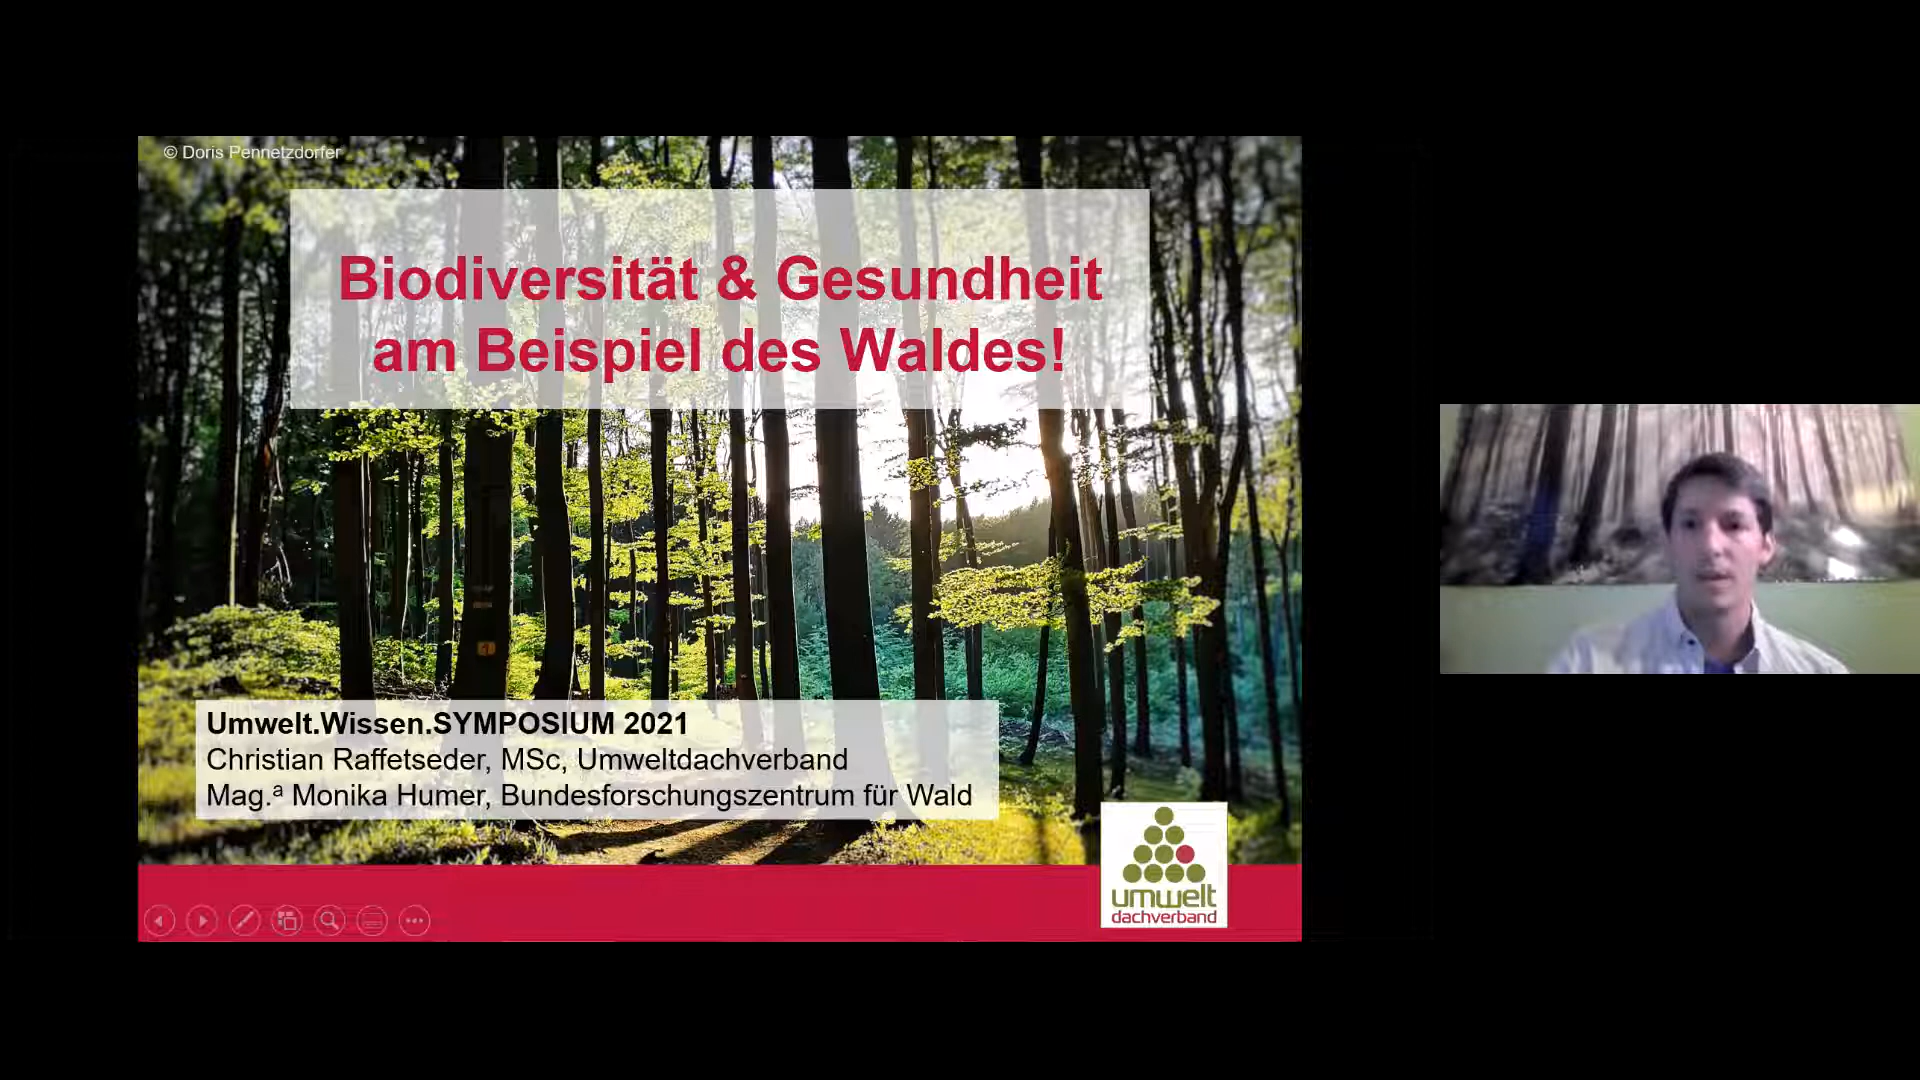 © Doris Pennetzdorfer
Biodiversität & Gesundheit
am Beispiel des Waldes!
Umwelt.Wissen.SYMPOSIUM 2021
Christian Raffetseder, MSc, Umweltdachverband
Mag.ª Monika Humer, Bundesforschungszentrum für Wald
umwelt
dachverband